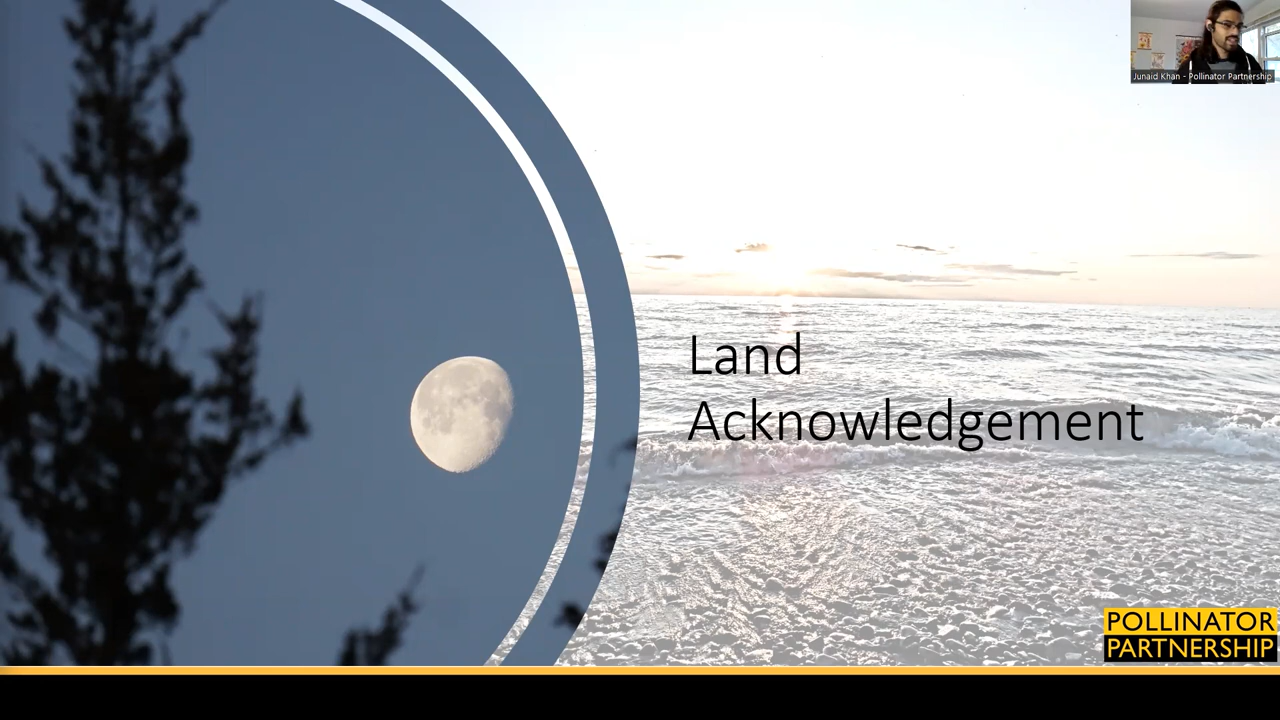 Junaid Khan - Pollinator Partnership
Land
Acknowledgement
POLLINATOR
PARTNERSHIP